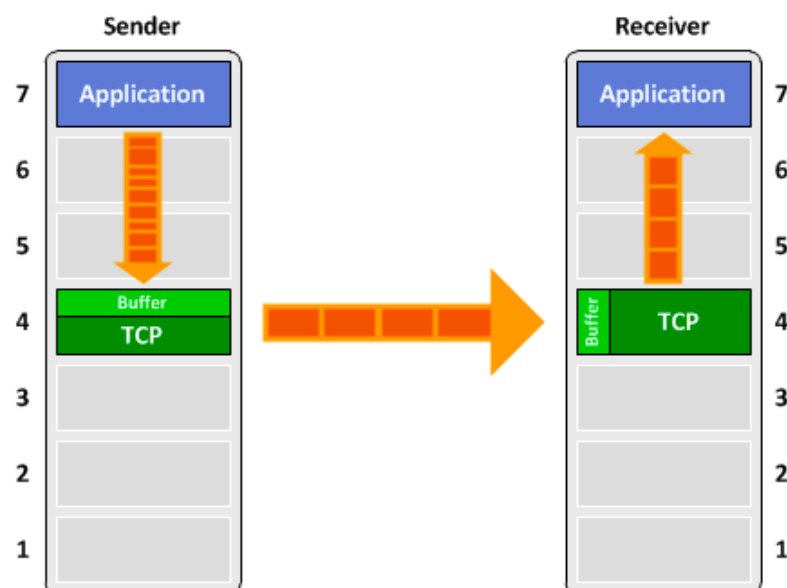 Sender Receiver
7 Application Application 7
6 6
5 5
Buffer
4 TCP Buffer TCP 4
3 3
2 2
1 1